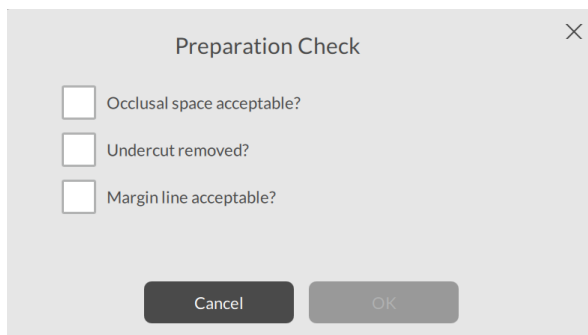 Preparation Check
Occlusal space acceptable?
Undercut removed?
Margin line acceptable?
Cancel OK